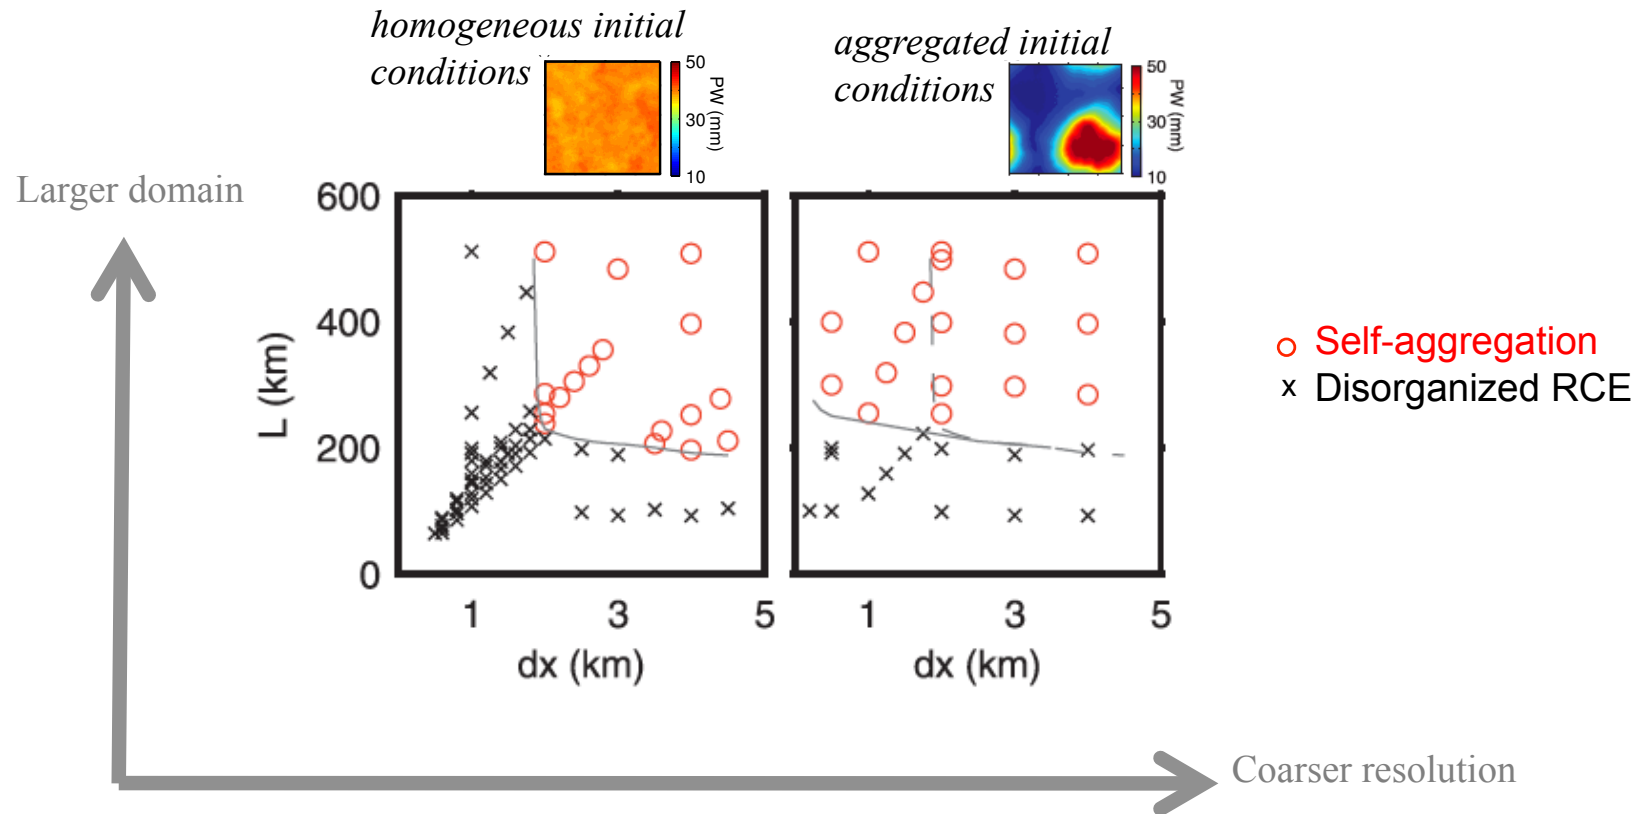 homogeneous initial
conditions
50
30
10
PW (mm)
aggregated initial
conditions
50
30
10
PW (mm)
Larger domain
600
400
200
0
L (km)
1 3 5
dx (km)
1 3 5
dx (km)
Self-aggregation
Disorganized RCE
Coarser resolution